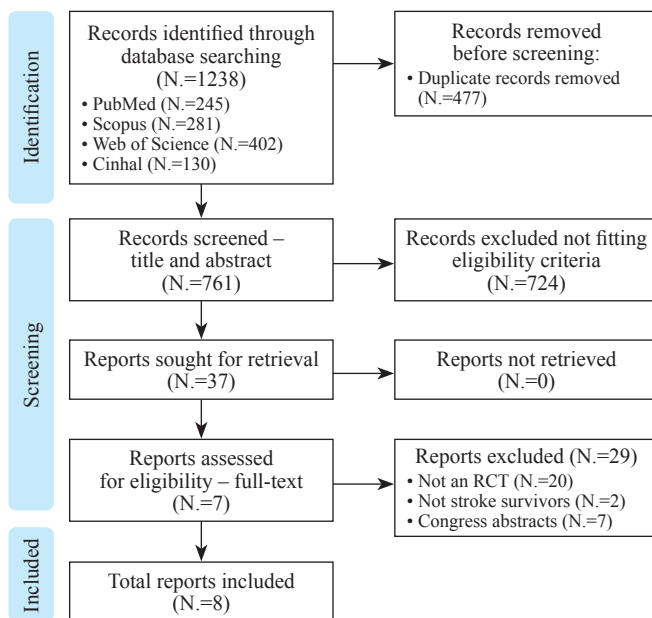 Identification
Records identified through
database searching
(N.=1238)
• PubMed (N.=245)
• Scopus (N.=281)
• Web of Science (N.=402)
• Cinhal (N.=130)
Records removed
before screening:
• Duplicate records removed
(N.=477)
Screening
Records screened –
title and abstract
(N.=761)
Records excluded not fitting
eligibility criteria
(N.=724)
Reports sought for retrieval
(N.=37)
Reports not retrieved
(N.=0)
Reports assessed
for eligibility – full-text
(N.=7)
Reports excluded (N.=29)
• Not an RCT (N.=20)
• Not stroke survivors (N.=2)
• Congress abstracts (N.=7)
Included
Total reports included
(N.=8)